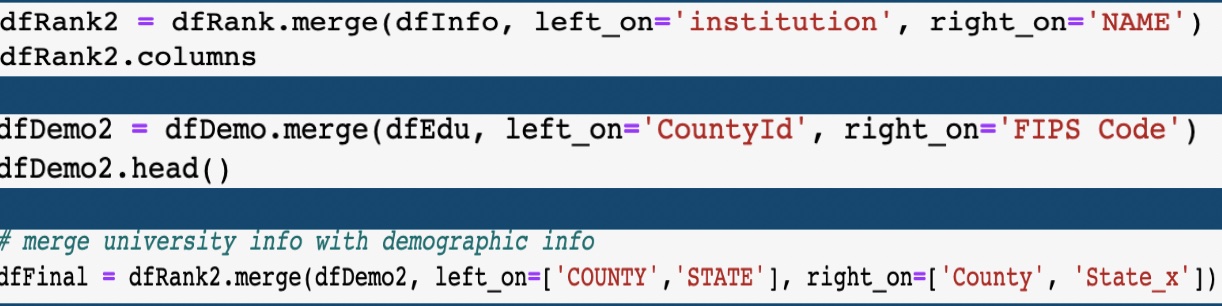 dfRank2 = dfRank.merge(dfInfo, left_on='institution', right_on='NAME')
dfRank2.columns
dfDemo2 = dfDemo.merge(dfEdu, left_on='CountyId', right_on='FIPS Code')
dfDemo2.head()
# merge university info with demographic info
dfFinal = dfRank2.merge(dfDemo2, left_on=['COUNTY','STATE'], right_on=['County', 'State_x'])